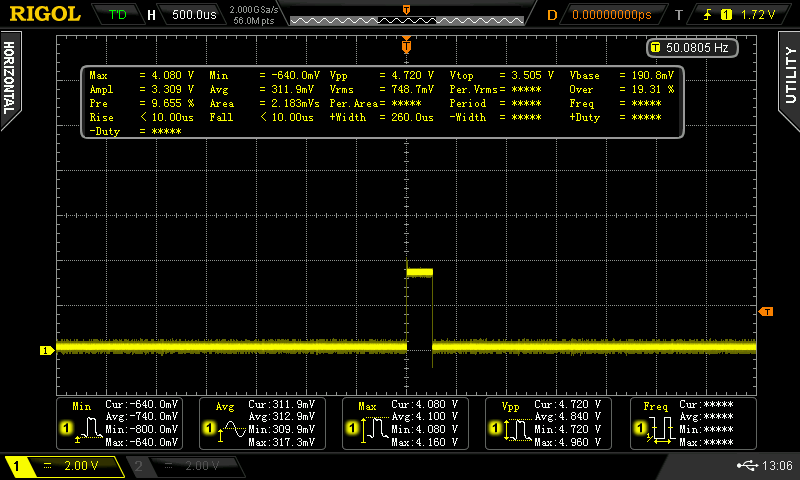 RIGOL T'D H 500.0us 2.000GSa/s 56.0M pts D 0.00000000ps T 1 1.72 V
HORIZONTAL
UTILITY
T
T 50.0805 Hz
Max = 4.080 V Min = -640.0mV Vpp = 4.720 V Vtop = 3.505 V Vbase = 190.8mV
Ampl = 3.309 V Avg = 311.9mV Vrms = 748.7mV Per.Vrms= ***** Over = 19.31 %
Pre = 9.655 % Area = 2.183mVs Per.Area= ***** Period = ***** Freq = *****
Rise < 10.00us Fall < 10.00us +Width = 260.0us -Width = ***** +Duty = *****
-Duty = *****
T
1
Min Cur:-640.0mV Avg Cur:311.9mV Max Cur:4.080 V Vpp Cur:4.720 V Freq Cur:*****
Avg:-740.0mV Avg:312.9mV Avg:4.100 V Avg:4.840 V Avg:*****
1 Min:-800.0mV 1 Min:309.9mV 1 Min:4.080 V 1 Min:4.720 V 1 Min:*****
Max:-640.0mV Max:317.3mV Max:4.160 V Max:4.960 V Max:*****
1 2.00 V 2 2.00 V 13:06